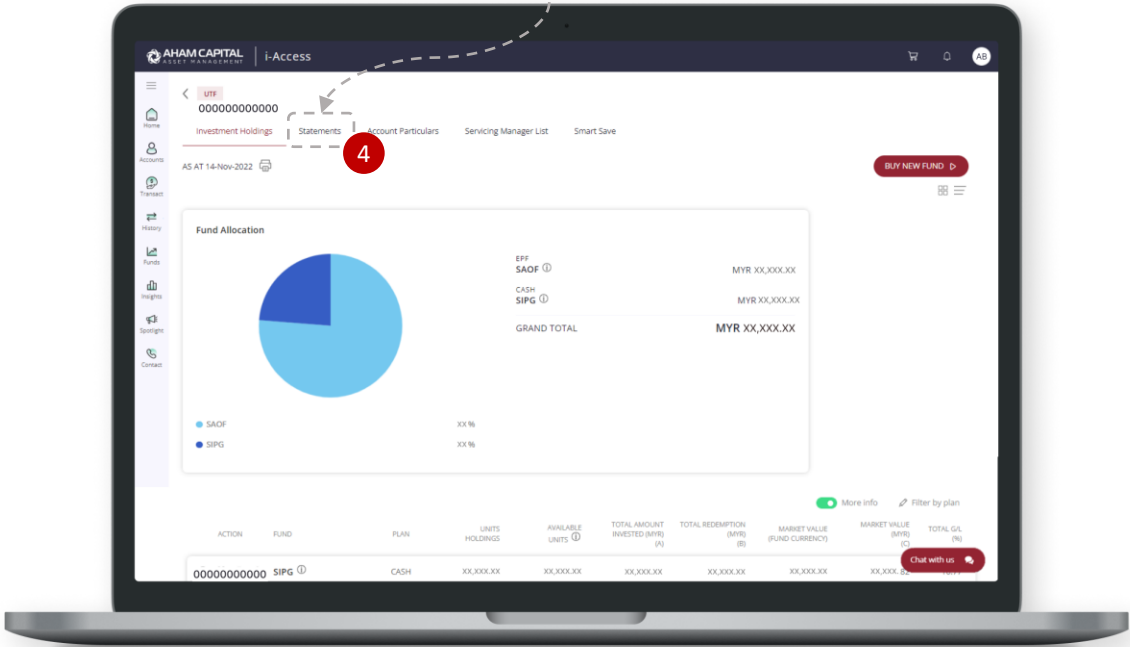 AHAM CAPITAL
ASSET MANAGEMENT
i-Access
AB
UTF
000000000000
Investment Holdings
Statements
Account Particulars
Servicing Manager List
Smart Save
4
AS AT 14-Nov-2022
BUY NEW FUND
Home
Accounts
Transact
History
Funds
Insights
Spotlight
Contact
Fund Allocation
EPF
SAOF
MYR XX,XXX.XX
CASH
SIPG
MYR XX,XXX.XX
GRAND TOTAL
MYR XX,XXX.XX
SAOF
XX %
SIPG
XX %
More info
Filter by plan
ACTION
FUND
PLAN
UNITS
HOLDINGS
AVAILABLE
UNITS
TOTAL AMOUNT
INVESTED (MYR)
(A)
TOTAL REDEMPTION
(MYR)
(B)
MARKET VALUE
(FUND CURRENCY)
MARKET VALUE
(MYR)
(C)
TOTAL G/L
(%)
Chat with us
00000000000
SIPG
CASH
XX,XXX.XX
XX,XXX.XX
XX,XXX.XX
XX,XXX.XX
XX,XXX.XX